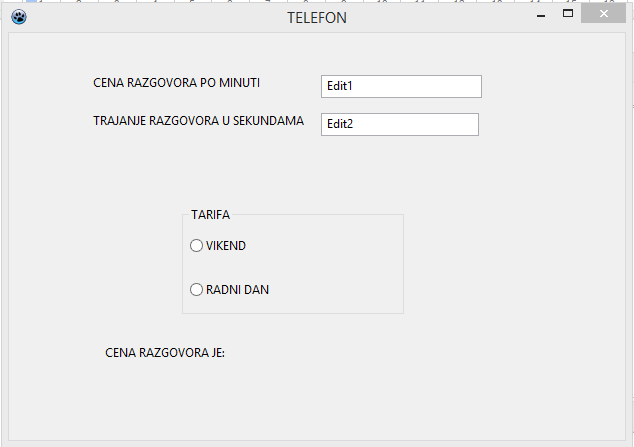 TELEFON
CENA RAZGOVORA PO MINUTI
Edit1
TRAJANJE RAZGOVORA U SEKUNDAMA
Edit2
TARIFA
VIKEND
RADNI DAN
CENA RAZGOVORA JE: